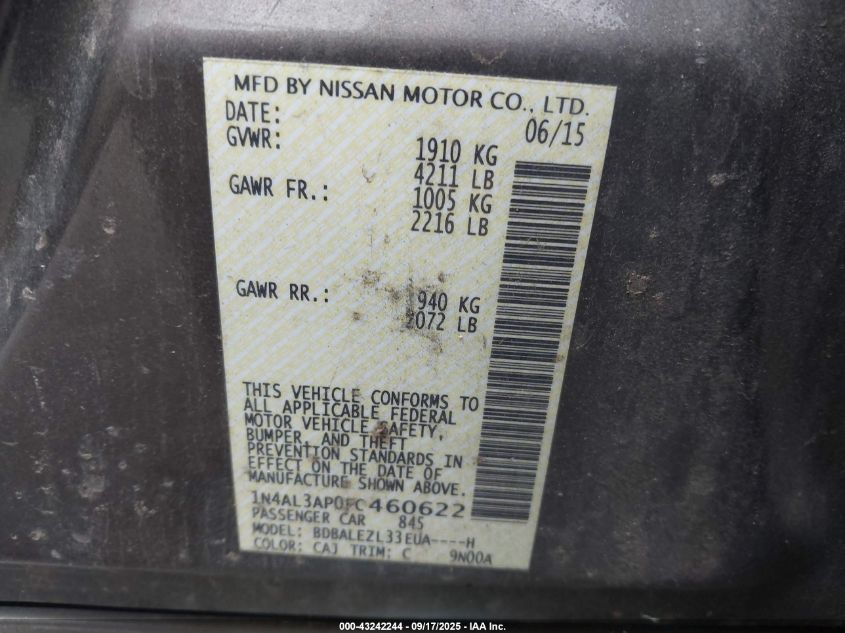 MFD BY NISSAN MOTOR CO., LTD.
DATE: 06/15
GVWR: 1910 KG
4211 LB
GAWR FR.: 1005 KG
2216 LB
GAWR RR.: 940 KG
2072 LB
THIS VEHICLE CONFORMS TO
ALL APPLICABLE FEDERAL
MOTOR VEHICLE SAFETY,
BUMPER, AND THEFT
PREVENTION STANDARDS IN
EFFECT ON THE DATE OF
MANUFACTURE SHOWN ABOVE.
1N4AL3AP0FC460622
PASSENGER CAR 845
MODEL: BDBALEZL33EUA----H
COLOR: CAJ TRIM: C 9N00A
000-43242244 - 09/17/2025 - IAA Inc.